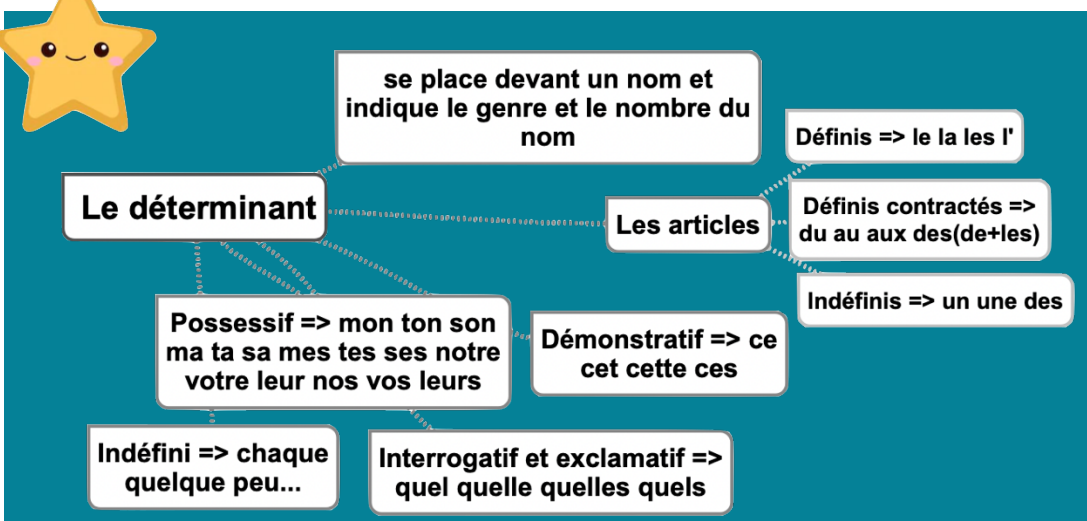 se place devant un nom et
indique le genre et le nombre du
nom
Définis => le la les l'
Le déterminant
Les articles
Définis contractés =>
du au aux des(de+les)
Indéfinis => un une des
Possessif => mon ton son
ma ta sa mes tes ses notre
votre leur nos vos leurs
Démonstratif => ce
cet cette ces
Indéfini => chaque
quelque peu...
Interrogatif et exclamatif =>
quel quelle quelles quels